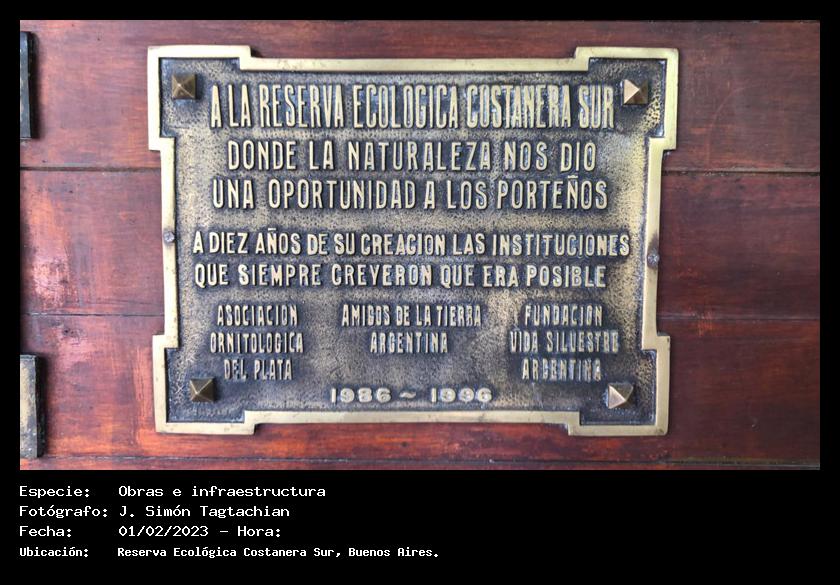 A LA RESERVA ECOLOGICA COSTANERA SUR
DONDE LA NATURALEZA NOS DIO
UNA OPORTUNIDAD A LOS PORTEÑOS
A DIEZ AÑOS DE SU CREACION LAS INSTITUCIONES
QUE SIEMPRE CREYERON QUE ERA POSIBLE
ASOCIACION
ORNITOLOGICA
DEL PLATA
AMIGOS DE LA TIERRA
ARGENTINA
FUNDACION
VIDA SILVESTRE
ARGENTINA
1986 ~ 1996
Especie: Obras e infraestructura
Fotógrafo: J. Simón Tagtachian
Fecha: 01/02/2023 - Hora:
Ubicación: Reserva Ecológica Costanera Sur, Buenos Aires.